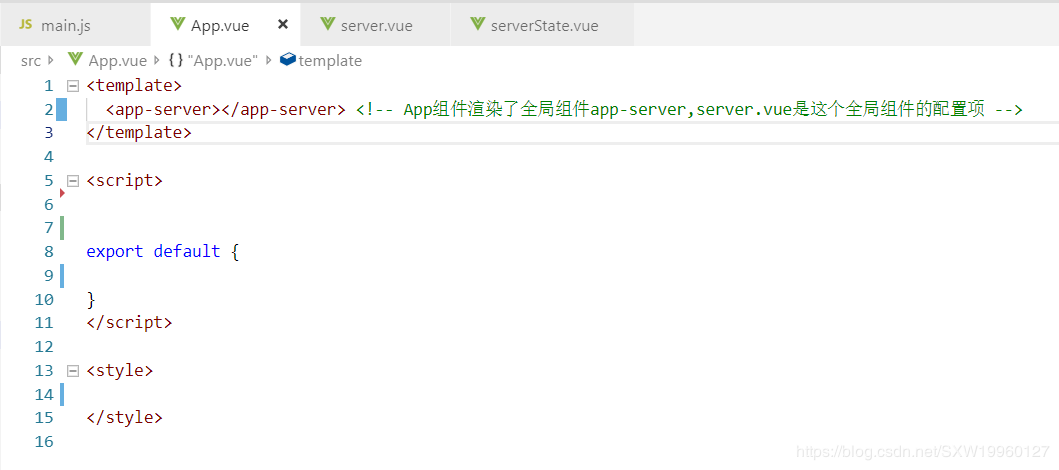 JS main.js App.vue × server.vue serverState.vue
src App.vue {} "App.vue" template
1 <template>
2 <app-server></app-server> <!-- App组件渲染了全局组件app-server,server.vue是这个全局组件的配置项 -->
3 </template>
4
5 <script>
6
7
8 export default {
9
10 }
11 </script>
12
13 <style>
14
15 </style>
16
https://blog.csdn.net/SXW19960127